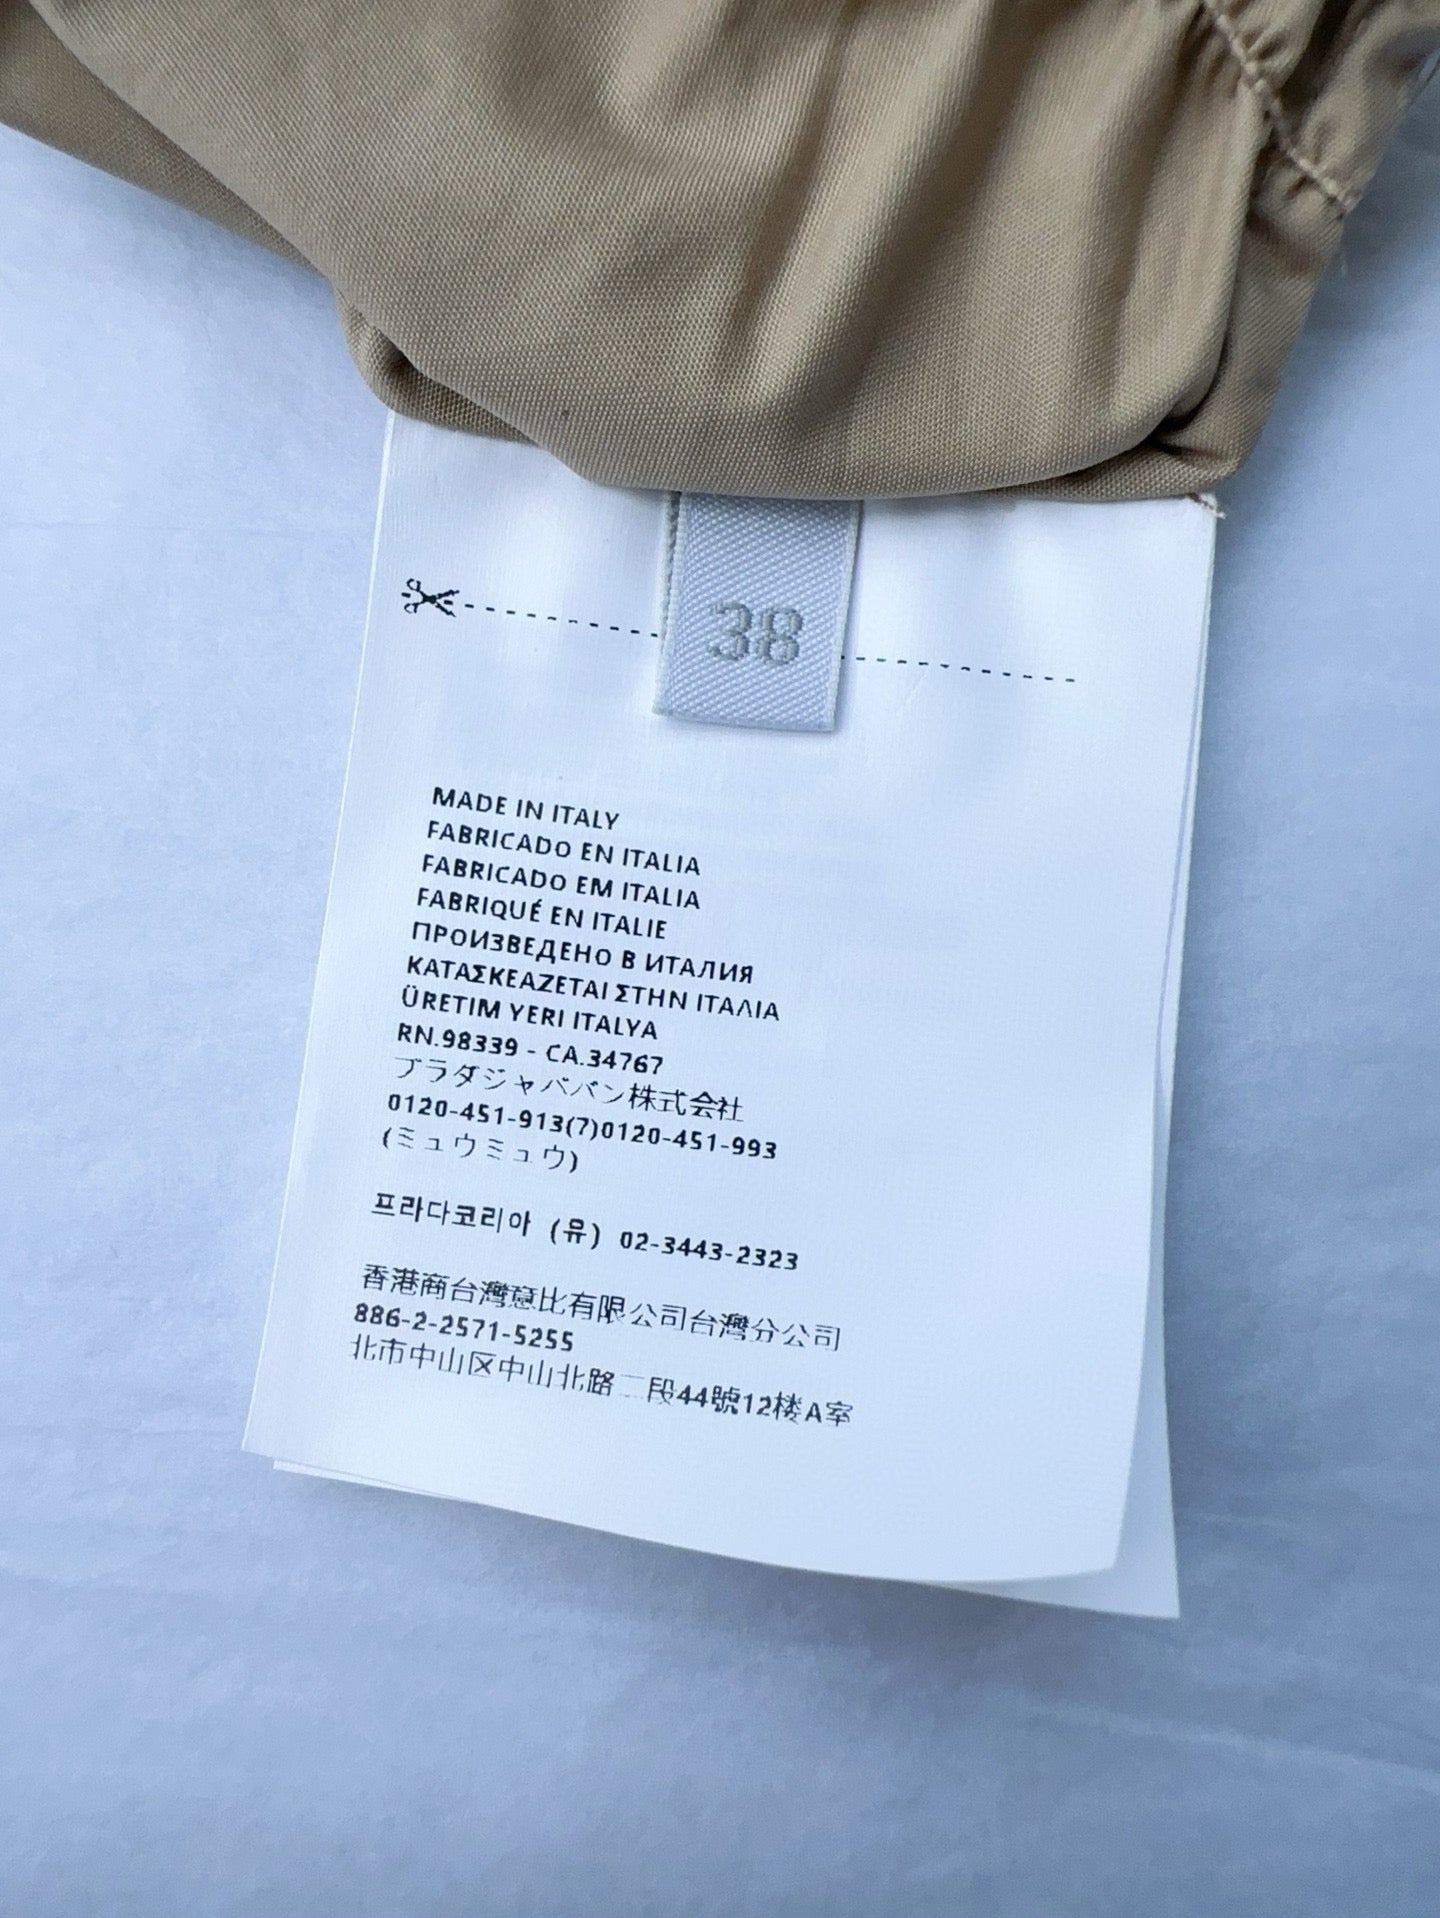 38
MADE IN ITALY
FABRICADO EN ITALIA
FABRICADO EM ITALIA
FABRIQUÉ EN ITALIE
ПРОИЗВЕДЕНО В ИТАЛИЯ
ΚΑΤΑΣΚΕΑΖΕΤΑΙ ΣΤΗΝ ΙΤΑΛΙΑ
ÜRETIM YERI ITALYA
RN.98339 - CA.34767
プラダジャパバン株式会社
0120-451-913(7)0120-451-993
(ミュウミュウ)
프라다코리아 (유) 02-3443-2323
香港商台灣意比有限公司台灣分公司
886-2-2571-5255
北市中山区中山北路二段44號12楼A室